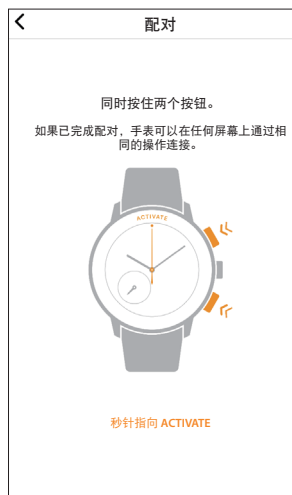 配对
同时按住两个按钮。
如果已完成配对，手表可以在任何屏幕上通过相
同的操作连接。
ACTIVATE
秒针指向 ACTIVATE